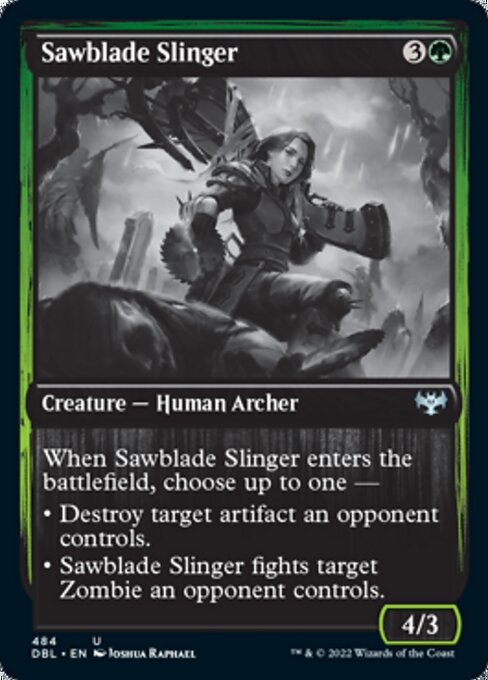 Sawblade Slinger 3
Creature — Human Archer
When Sawblade Slinger enters the
battlefield, choose up to one —
• Destroy target artifact an opponent
controls.
• Sawblade Slinger fights target
Zombie an opponent controls.
4/3
484 U
DBL • EN Joshua Raphael
™ & © 2022 Wizards of the Coast